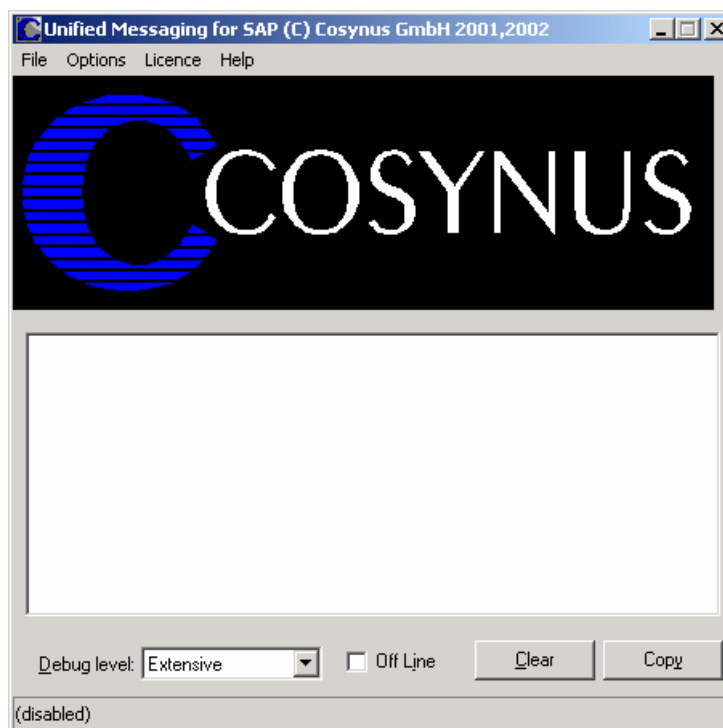 Unified Messaging for SAP (C) Cosynus GmbH 2001,2002
File Options Licence Help
COSYNUS
Debug level: Extensive Off Line Clear Copy
(disabled)